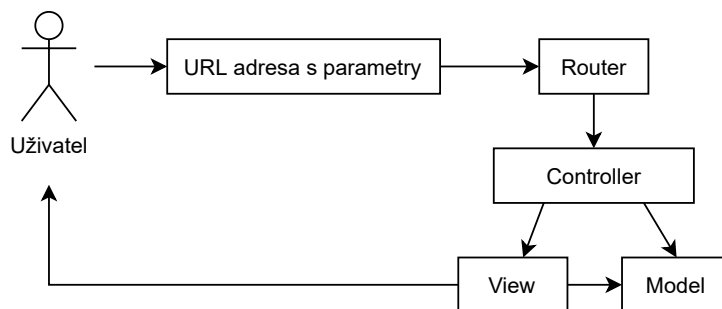 URL adresa s parametry
Router
Uživatel
Controller
View
Model